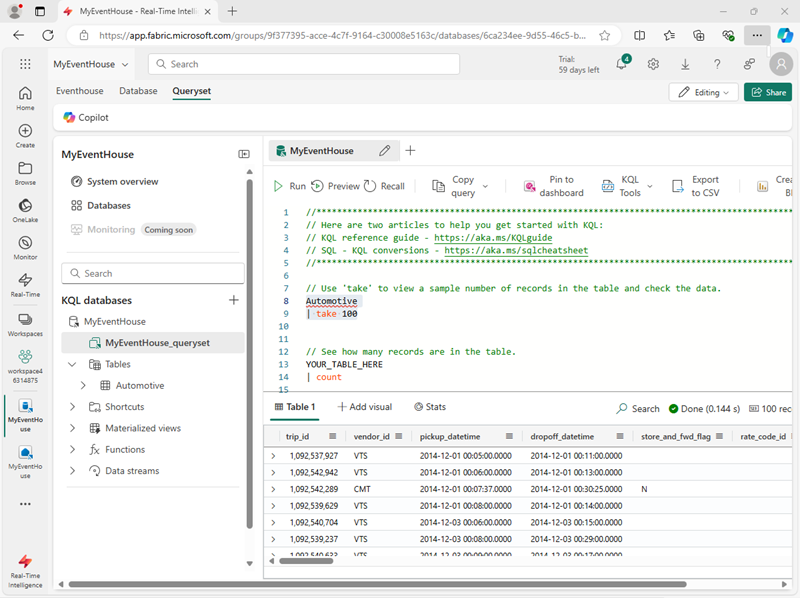 MyEventHouse - Real-Time Intell
https://app.fabric.microsoft.com/groups/9f377395-acce-4c7f-9164-c30008e5163c/databases/6ca234ee-9d55-46c5-b...
MyEventHouse
Search
Trial:
59 days left
4
Eventhouse Database Queryset
Editing
Share
Copilot
Home
Create
Browse
OneLake
Monitor
Real-Time
Workspaces
workspace4
6314875
MyEventHo
use
MyEventHo
use
Real-Time
Intelligence
MyEventHouse
System overview
Databases
Monitoring Coming soon
Search
KQL databases
MyEventHouse
MyEventHouse_queryset
Tables
Automotive
Shortcuts
Materialized views
Functions
Data streams
MyEventHouse
Run Preview Recall Copy query Pin to dashboard KQL Tools Export to CSV
1 //******************************************************************************
2 // Here are two articles to help you get started with KQL:
3 // KQL reference guide - https://aka.ms/KQLguide
4 // SQL - KQL conversions - https://aka.ms/sqlcheatsheet
5 //******************************************************************************
6
7 // Use 'take' to view a sample number of records in the table and check the data.
8 Automotive
9 | take 100
10
11
12 // See how many records are in the table.
13 YOUR_TABLE_HERE
14 | count
15
Table 1 Add visual Stats Search Done (0.144 s) 100 rec
trip_id vendor_id pickup_datetime dropoff_datetime store_and_fwd_flag rate_code_id
1,092,537,927 VTS 2014-12-01 00:05:00.0000 2014-12-01 00:11:00.0000
1,092,542,942 VTS 2014-12-01 00:06:00.0000 2014-12-01 00:13:00.0000
1,092,542,289 CMT 2014-12-01 00:07:37.0000 2014-12-01 00:30:25.0000 N
1,092,539,629 VTS 2014-12-01 00:08:00.0000 2014-12-01 00:14:00.0000
1,092,540,704 VTS 2014-12-03 00:06:00.0000 2014-12-03 00:15:00.0000
1,092,539,237 VTS 2014-12-03 00:08:00.0000 2014-12-03 00:29:00.0000